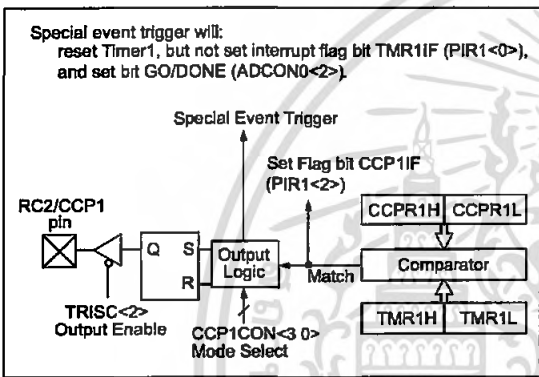 Special event trigger will:
reset Timer1, but not set interrupt flag bit TMR1IF (PIR1<0>),
and set bit GO/DONE (ADCON0<2>).
Special Event Trigger
Set Flag bit CCP1IF
(PIR1<2>)
RC2/CCP1
pin
CCPR1H CCPR1L
Q S
R
Output
Logic
Match
Comparator
TRISC<2>
Output Enable
CCP1CON<3 0>
Mode Select
TMR1H TMR1L